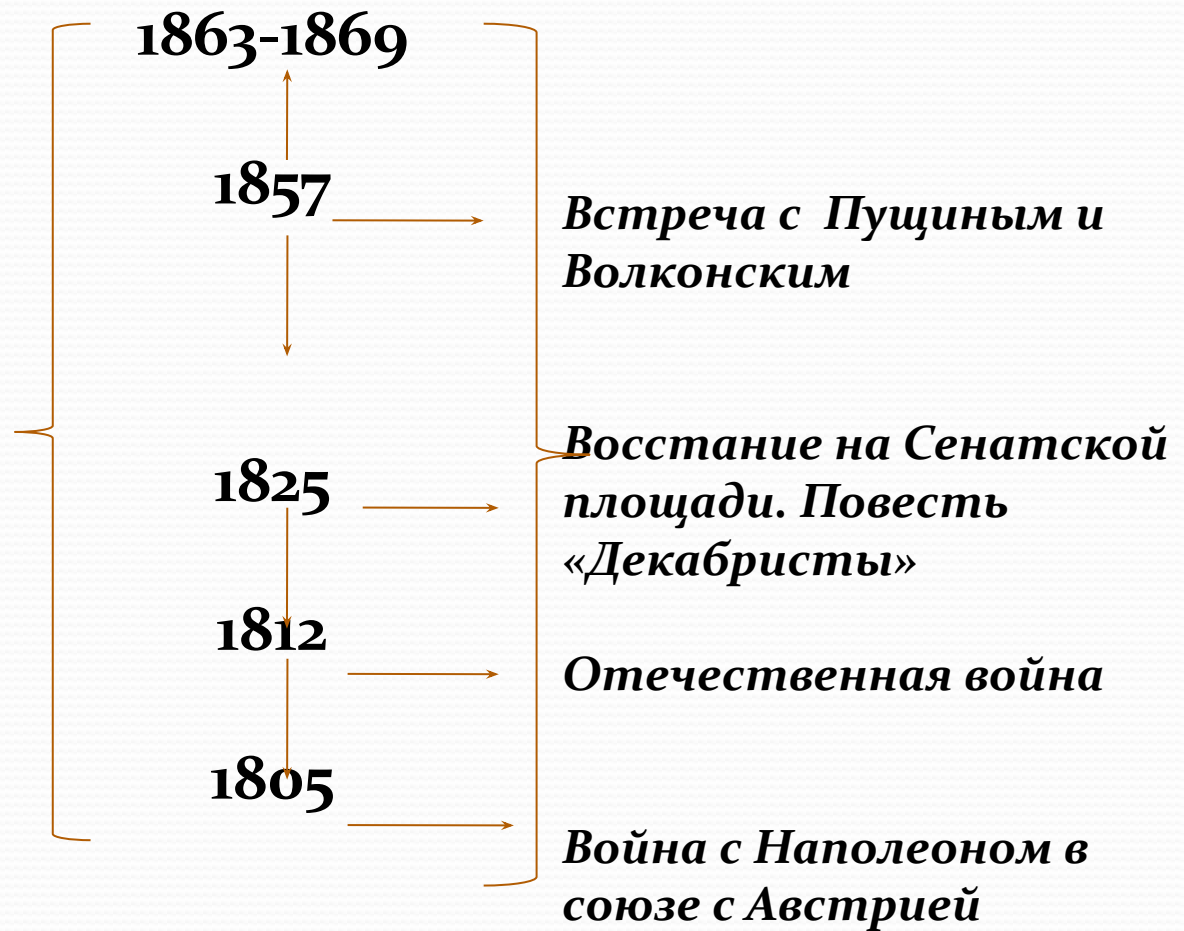 1863-1869
1857
Встреча с Пущиным и
Волконским
Восстание на Сенатской
1825
площади. Повесть
«Декабристы»
1812
Отечественная война
1805
Война с Наполеоном в
союзе с Австрией